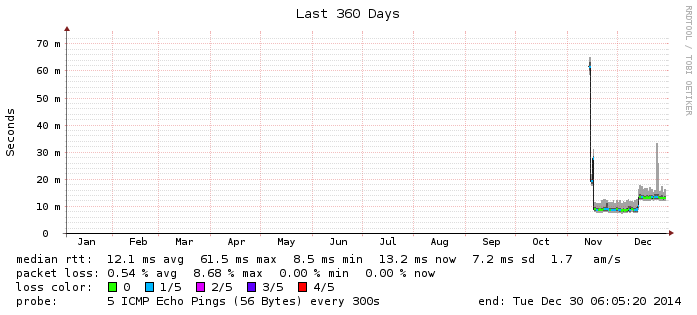 Last 360 Days
RRDTOOL / TOBI OETIKER
Seconds
70 m
60 m
50 m
40 m
30 m
20 m
10 m
0
Jan Feb Mar Apr May Jun Jul Aug Sep Oct Nov Dec
median rtt: 12.1 ms avg 61.5 ms max 8.5 ms min 13.2 ms now 7.2 ms sd 1.7 am/s
packet loss: 0.54 % avg 8.68 % max 0.00 % min 0.00 % now
loss color: 0 1/5 2/5 3/5 4/5
probe: 5 ICMP Echo Pings (56 Bytes) every 300s end: Tue Dec 30 06:05:20 2014